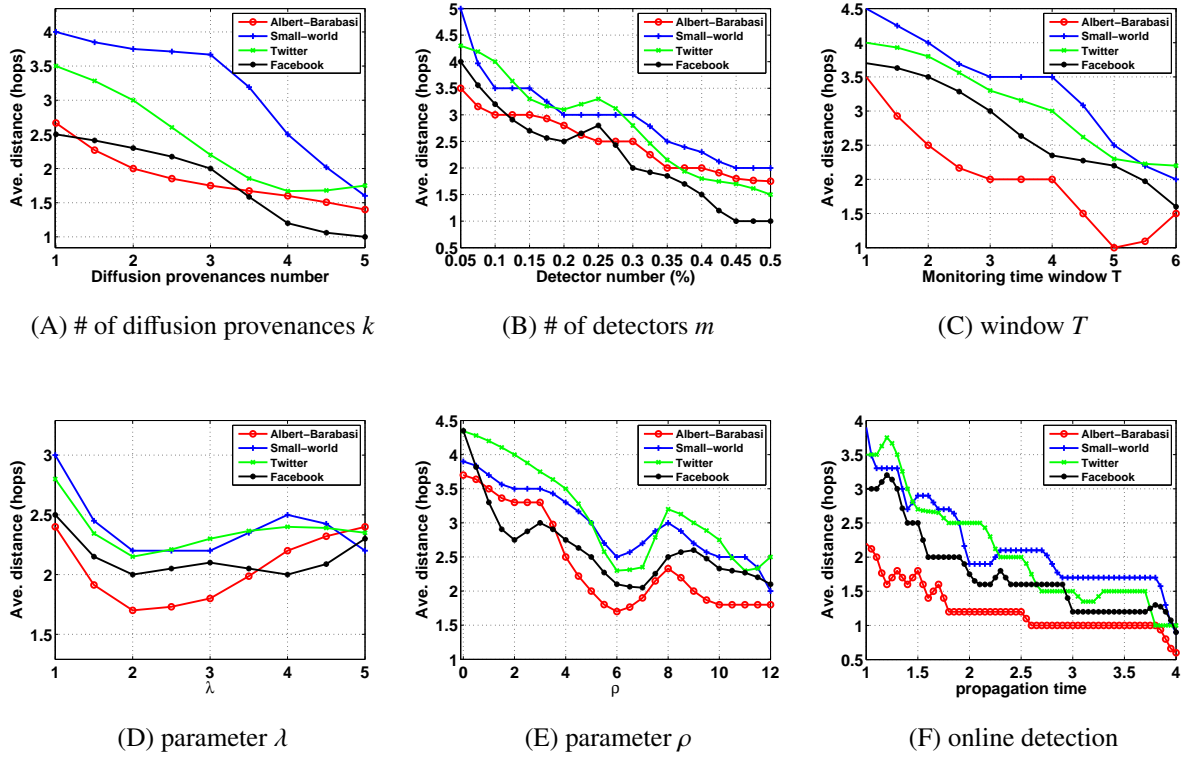 Ave. distance (hops)
4
3.5
3
2.5
2
1.5
1
Albert-Barabasi
Small-world
Twitter
Facebook
1 2 3 4 5
Diffusion provenances number
(A) # of diffusion provenances k
Ave. distance (hops)
5
4.5
4
3.5
3
2.5
2
1.5
1
0.5
Albert-Barabasi
Small-world
Twitter
Facebook
0.05 0.1 0.15 0.2 0.25 0.3 0.35 0.4 0.45 0.5
Detector number (%)
(B) # of detectors m
Ave. distance (hops)
4.5
4
3.5
3
2.5
2
1.5
1
Albert-Barabasi
Small-world
Twitter
Facebook
1 2 3 4 5 6
Monitoring time window T
(C) window T
Ave. distance (hops)
3
2.5
2
1.5
Albert-Barabasi
Small-world
Twitter
Facebook
1 2 3 4 5
λ
(D) parameter λ
Ave. distance (hops)
4.5
4
3.5
3
2.5
2
1.5
1
Albert-Barabasi
Small-world
Twitter
Facebook
0 2 4 6 8 10 12
ρ
(E) parameter ρ
Ave. distance (hops)
4
3.5
3
2.5
2
1.5
1
0.5
Albert-Barabasi
Small-world
Twitter
Facebook
1 1.5 2 2.5 3 3.5 4
propagation time
(F) online detection